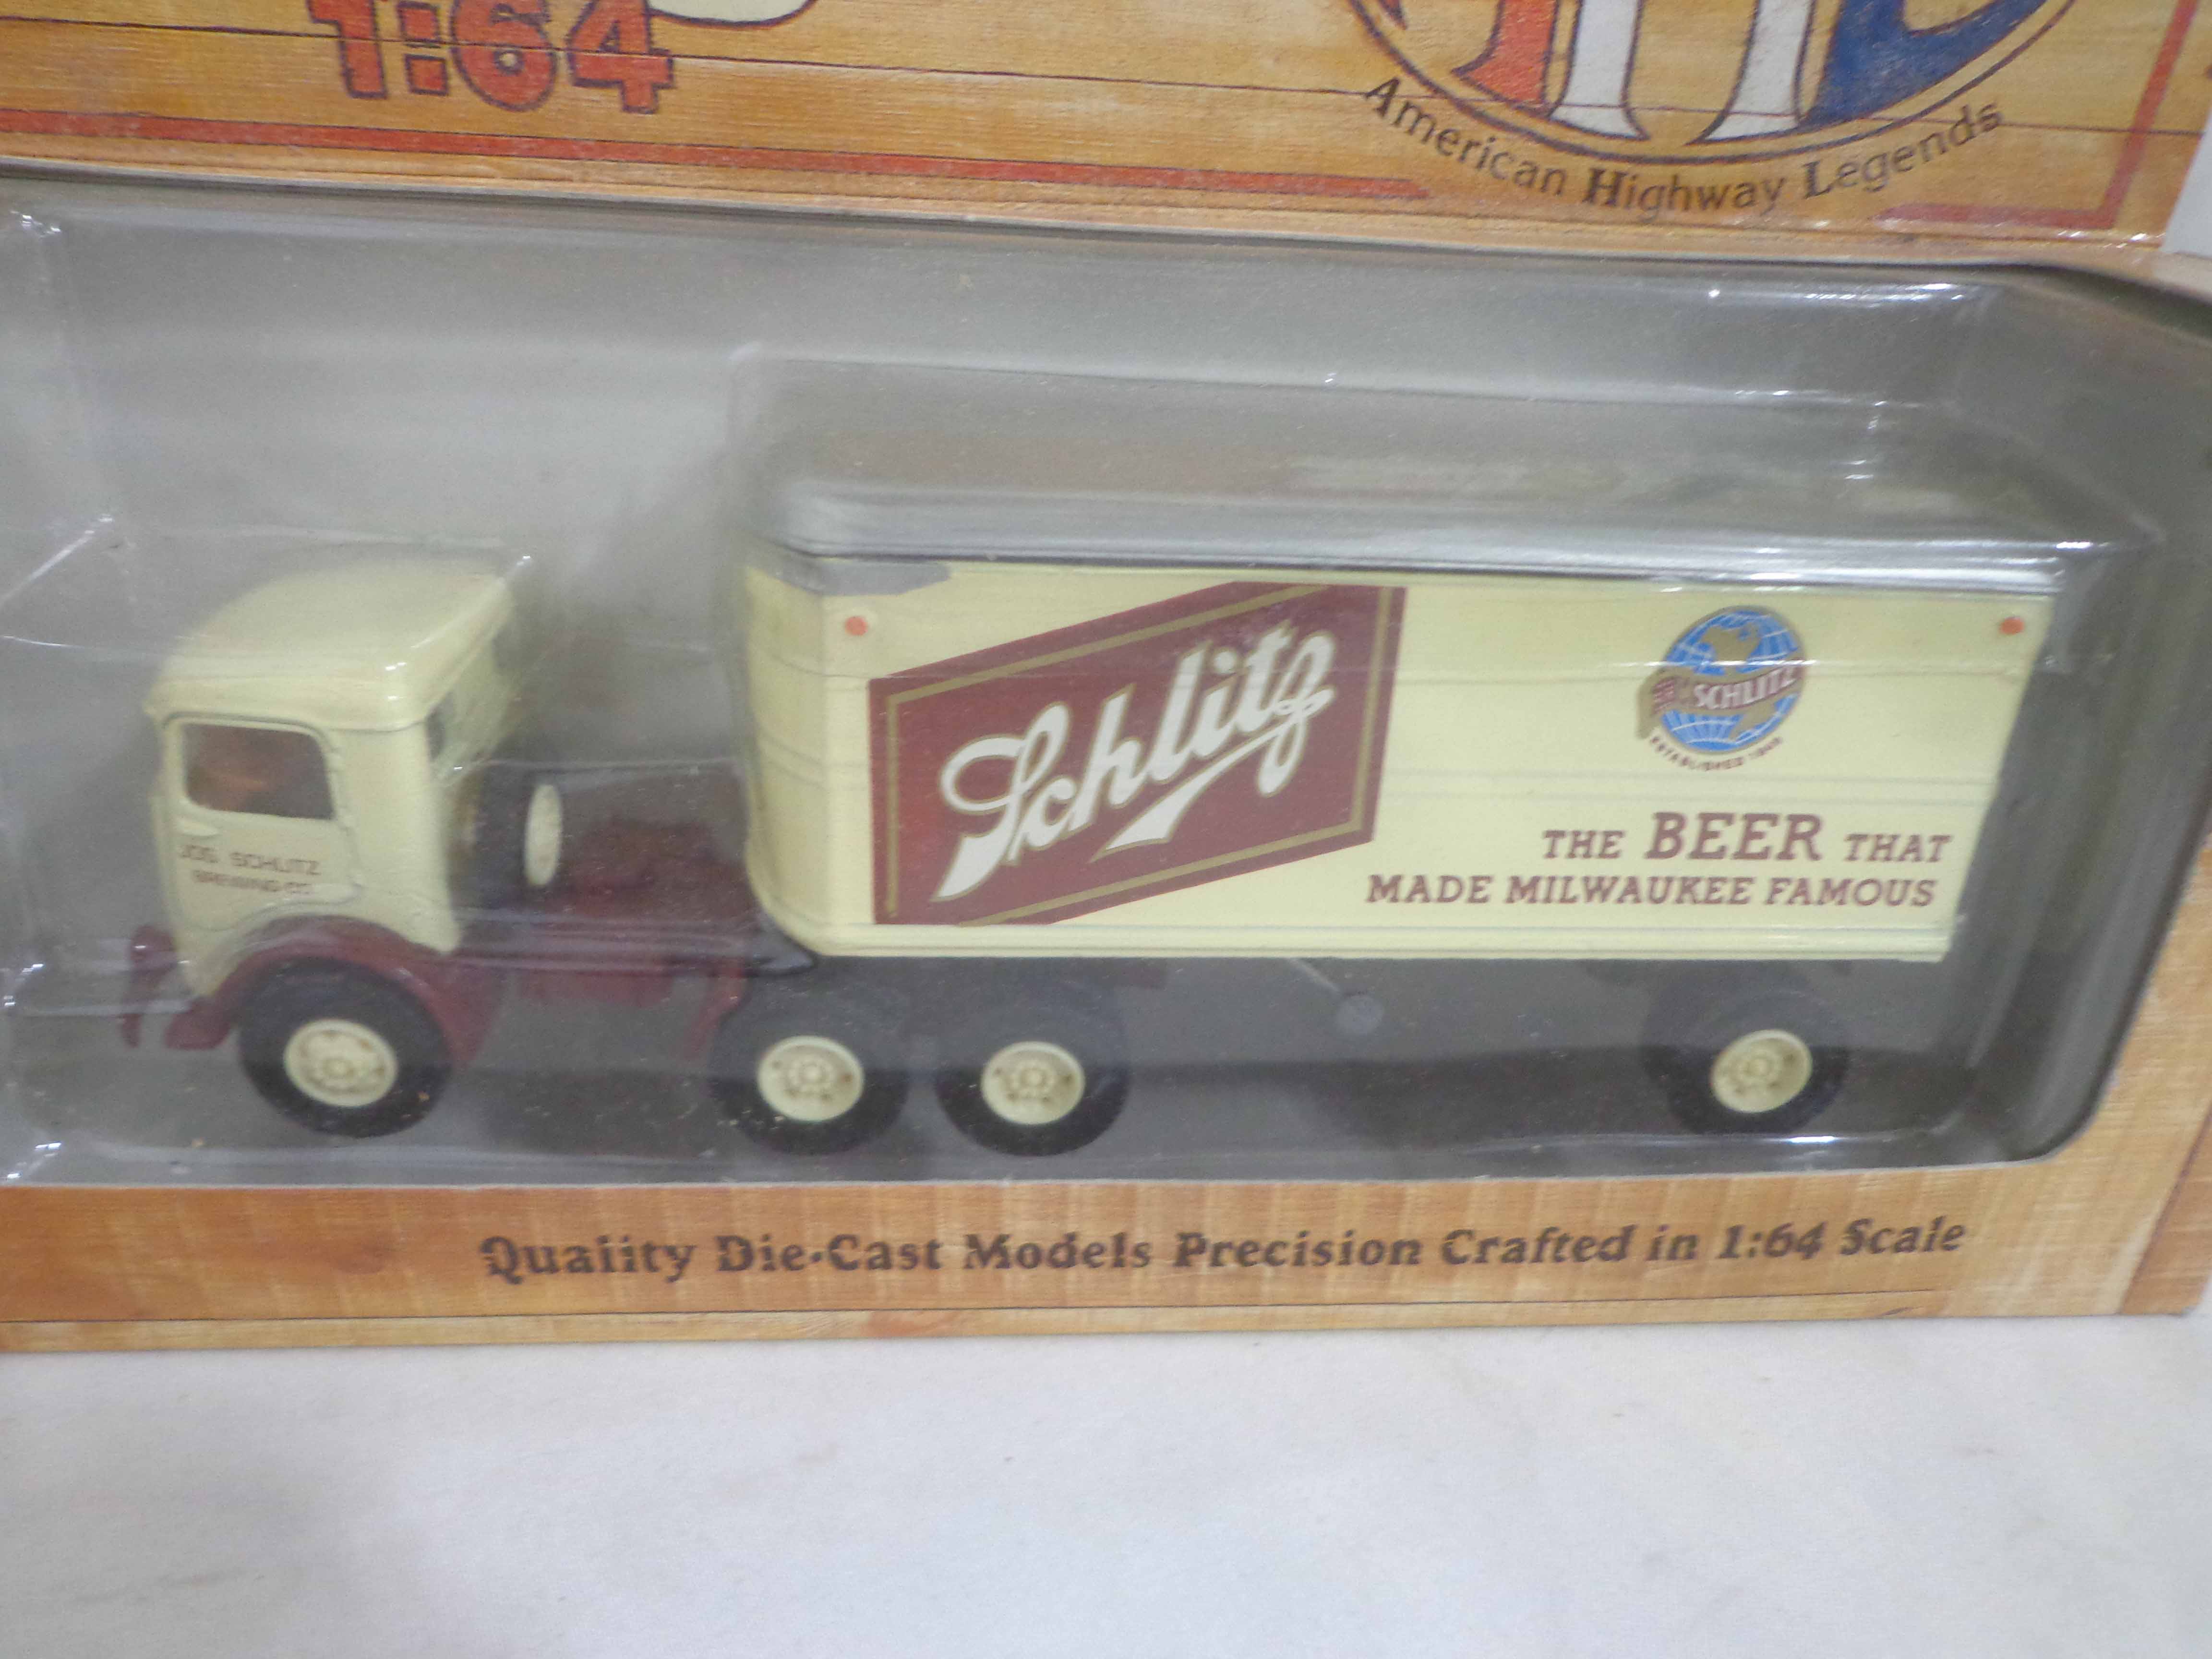 1:64
American Highway Legends
Schlitz
SCHLITZ
ESTABLISHED
THE BEER THAT
MADE MILWAUKEE FAMOUS
JOS. SCHLITZ
BREWING CO.
Quality Die-Cast Models Precision Crafted in 1:64 Scale